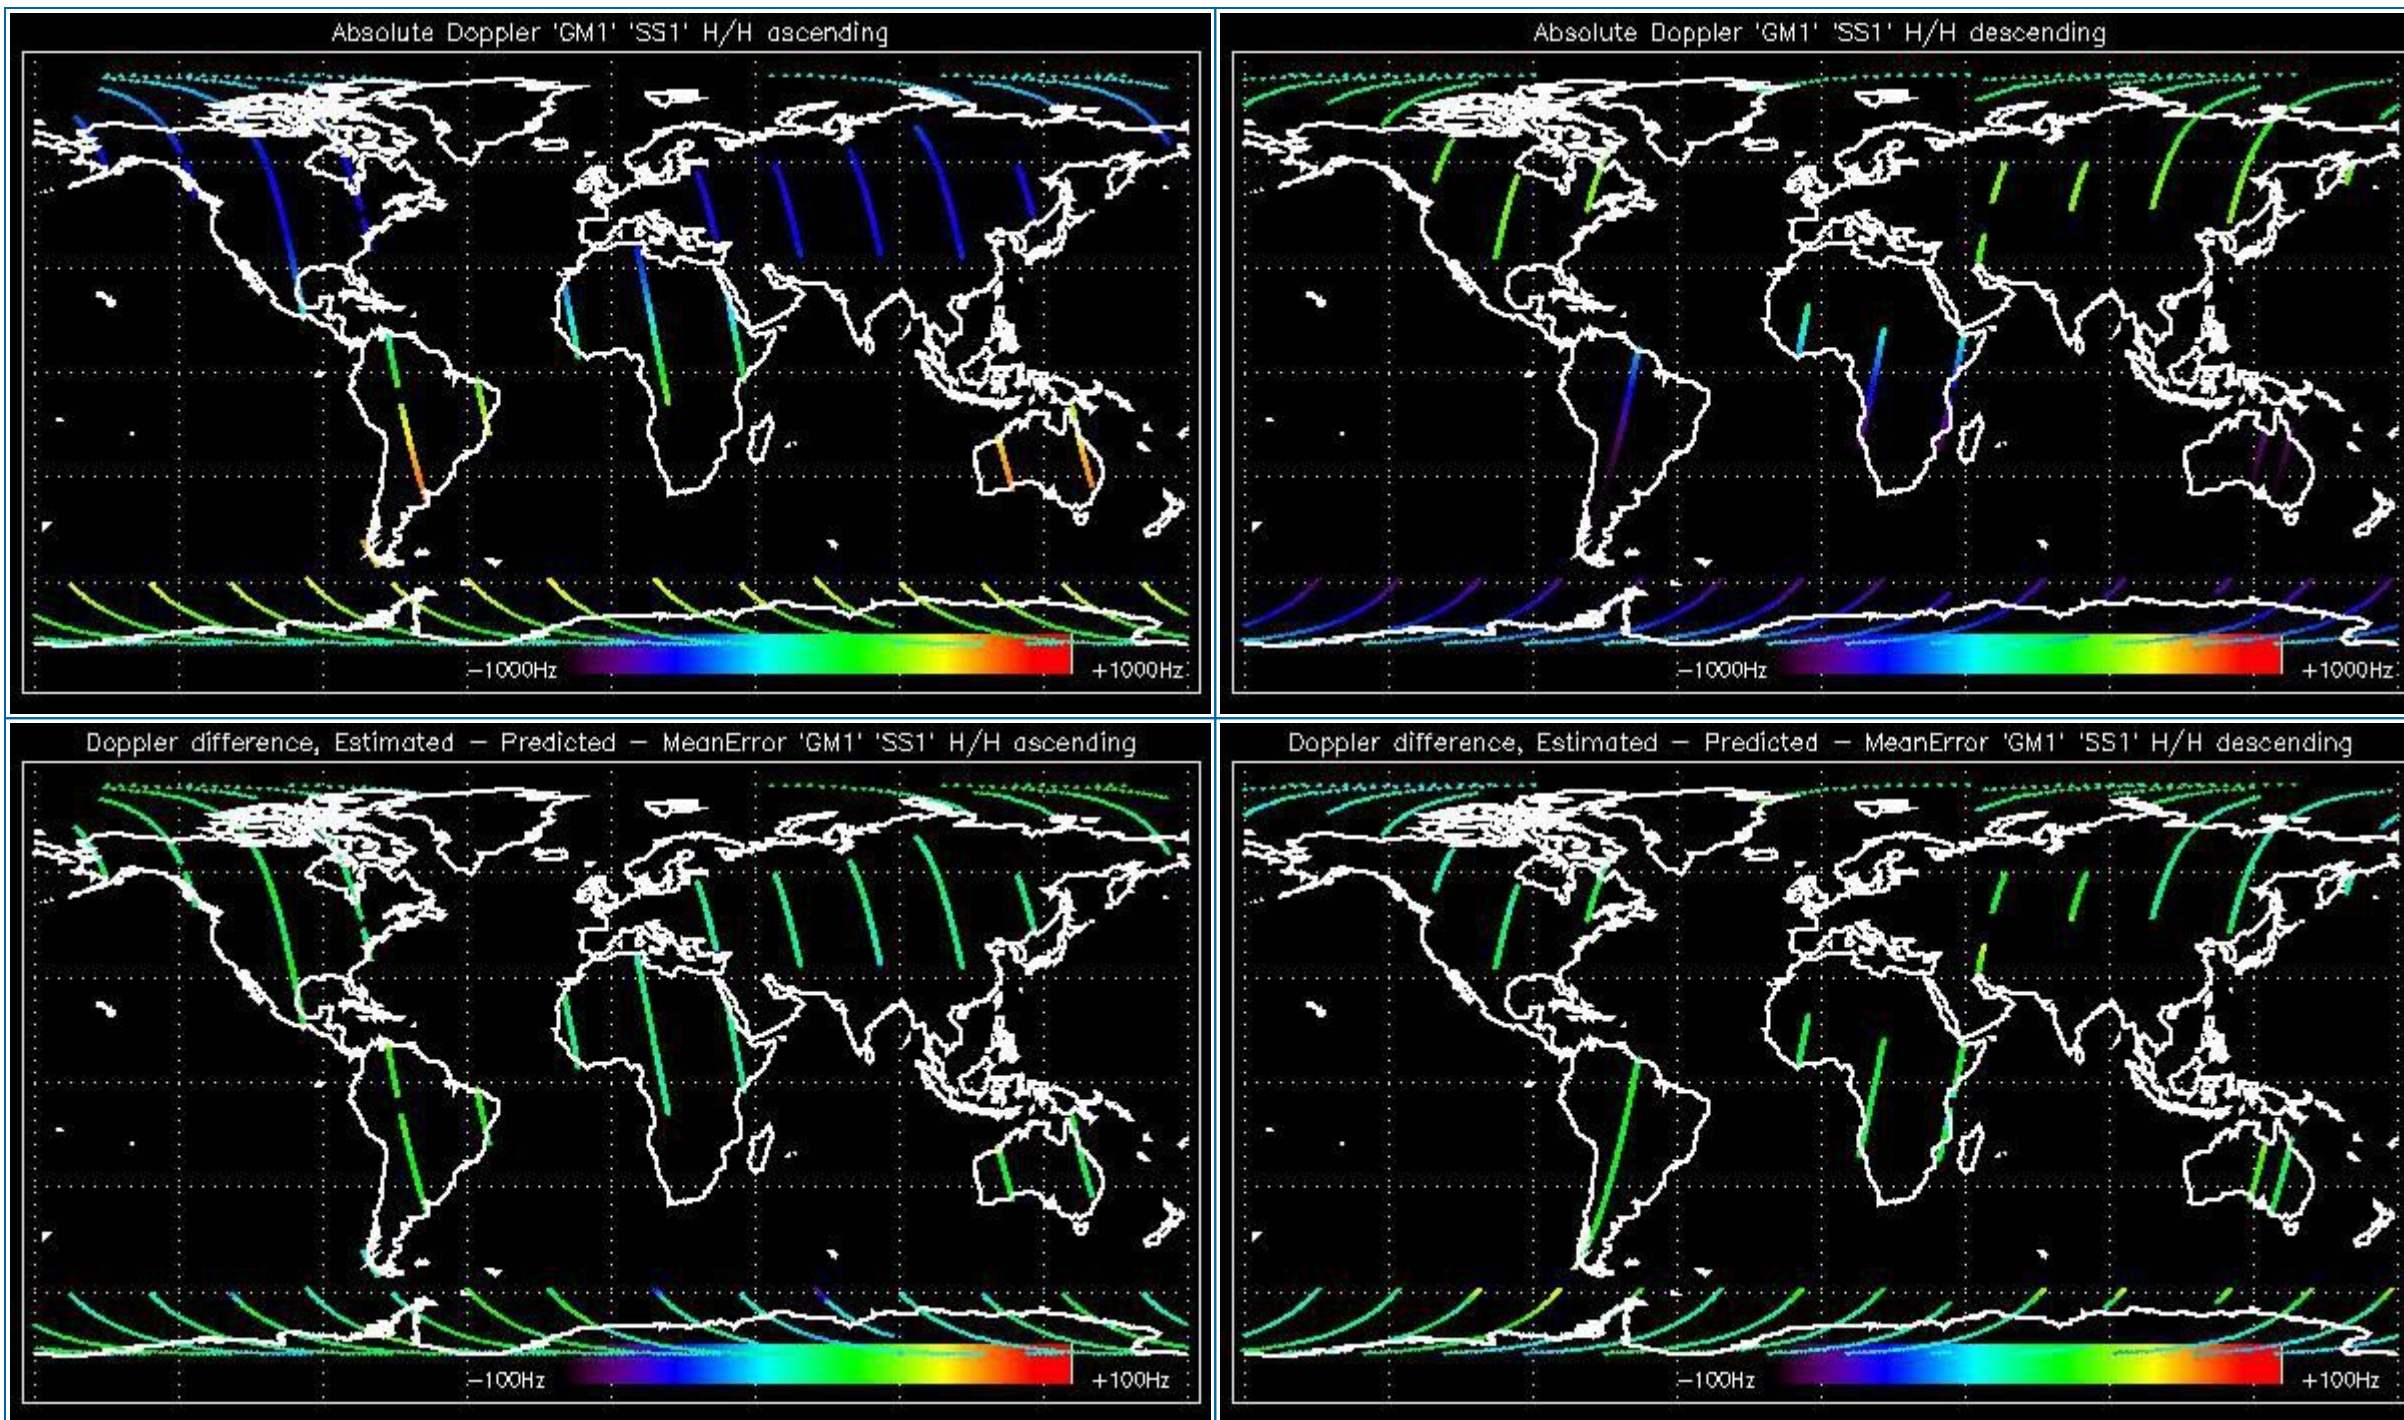 Absolute Doppler 'GM1' 'SS1' H/H ascending
-1000Hz +1000Hz
Absolute Doppler 'GM1' 'SS1' H/H descending
-1000Hz +1000Hz
Doppler difference, Estimated - Predicted - MeanError 'GM1' 'SS1' H/H ascending
-100Hz +100Hz
Doppler difference, Estimated - Predicted - MeanError 'GM1' 'SS1' H/H descending
-100Hz +100Hz